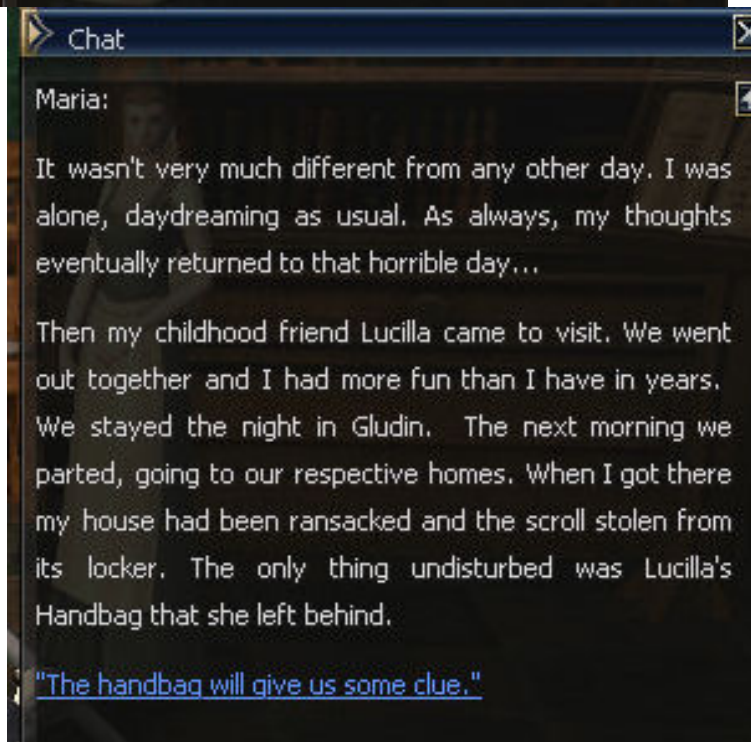 Chat
Maria:
It wasn't very much different from any other day. I was
alone, daydreaming as usual. As always, my thoughts
eventually returned to that horrible day...
Then my childhood friend Lucilla came to visit. We went
out together and I had more fun than I have in years.
We stayed the night in Gludin.  The next morning we
parted, going to our respective homes. When I got there
my house had been ransacked and the scroll stolen from
its locker. The only thing undisturbed was Lucilla's
Handbag that she left behind.
"The handbag will give us some clue."